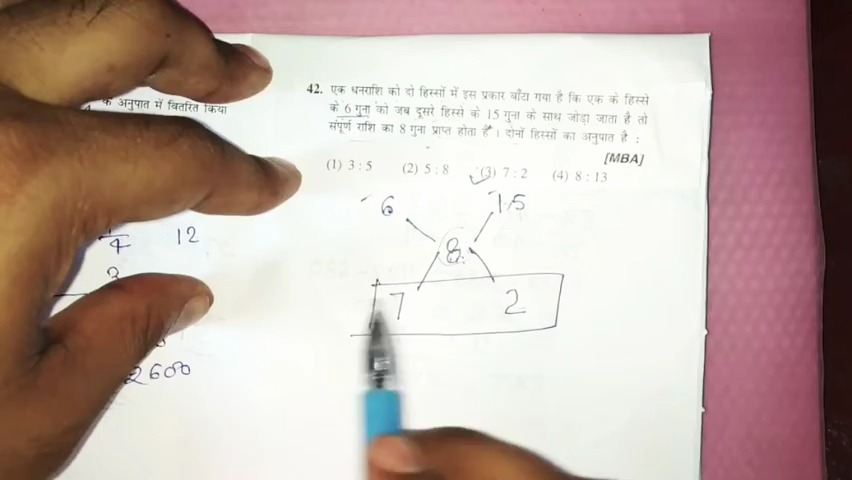 के अनुपात में वितरित किया
42. एक धनराशि को दो हिस्सों में इस प्रकार बाँटा गया है कि एक के हिस्से
के 6 गुना को जब दूसरे हिस्से के 15 गुना के साथ जोड़ा जाता है तो
संपूर्ण राशि का 8 गुना प्राप्त होता है । दोनों हिस्सों का अनुपात है :
[MBA]
(1) 3 : 5 (2) 5 : 8 (3) 7 : 2 (4) 8 : 13
6 15
8
7 2
4 12
3
2600